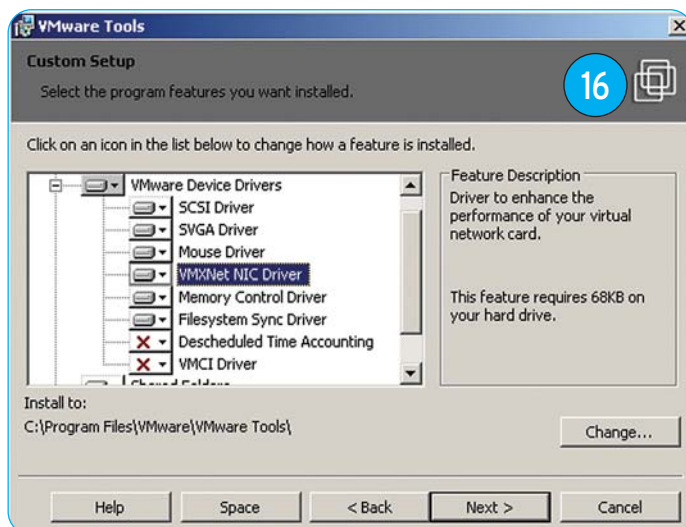 VMware Tools
Custom Setup
Select the program features you want installed.
16
Click on an icon in the list below to change how a feature is installed.
VMware Device Drivers
SCSI Driver
SVGA Driver
Mouse Driver
VMXNet NIC Driver
Memory Control Driver
Filesystem Sync Driver
Descheduled Time Accounting
VMCI Driver
Shared Folders
Feature Description
Driver to enhance the
performance of your virtual
network card.
This feature requires 68KB on
your hard drive.
Install to:
C:\Program Files\VMware\VMware Tools\
Change...
Help
Space
< Back
Next >
Cancel